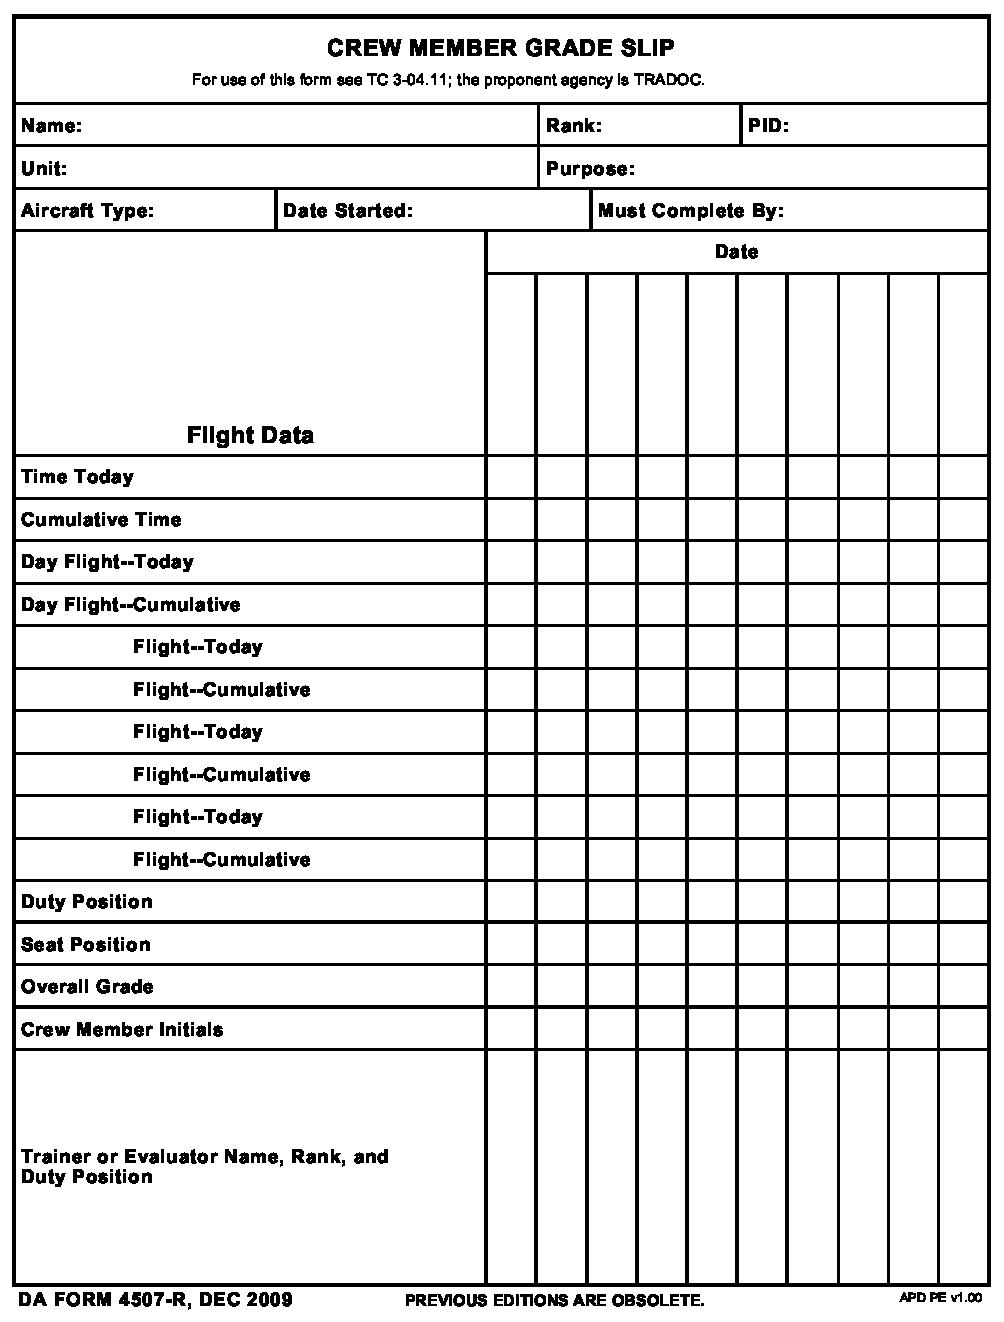 CREW MEMBER GRADE SLIP
For use of this form see TC 3-04.11; the proponent agency is TRADOC.
Name:
Rank:
PID:
Unit:
Purpose:
Aircraft Type:
Date Started:
Must Complete By:
Date
Flight Data
Time Today
Cumulative Time
Day Flight--Today
Day Flight--Cumulative
Flight--Today
Flight--Cumulative
Flight--Today
Flight--Cumulative
Flight--Today
Flight--Cumulative
Duty Position
Seat Position
Overall Grade
Crew Member Initials
Trainer or Evaluator Name, Rank, and
Duty Position
DA FORM 4507-R, DEC 2009
PREVIOUS EDITIONS ARE OBSOLETE.
APD PE v1.00